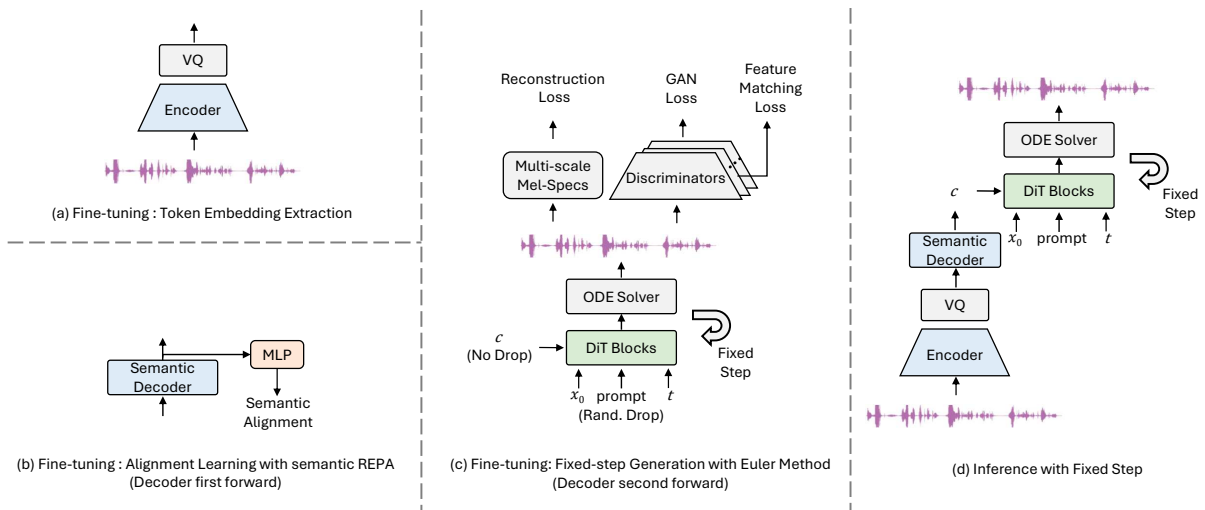 VQ
Encoder
(a) Fine-tuning : Token Embedding Extraction
MLP
Semantic
Decoder
Semantic
Alignment
(b) Fine-tuning : Alignment Learning with semantic REPA
(Decoder first forward)
Reconstruction
Loss
GAN
Loss
Feature
Matching
Loss
Multi-scale
Mel-Specs
Discriminators
ODE Solver
c
(No Drop)
DiT Blocks
Fixed
Step
x₀ prompt t
(Rand. Drop)
(c) Fine-tuning: Fixed-step Generation with Euler Method
(Decoder second forward)
ODE Solver
c
DiT Blocks
Fixed
Step
x₀ prompt t
Semantic
Decoder
VQ
Encoder
(d) Inference with Fixed Step